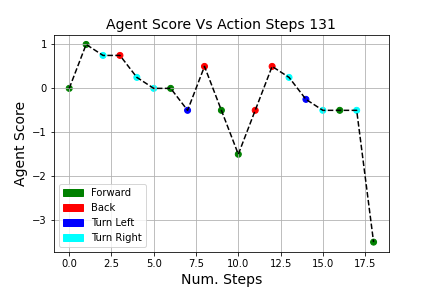 Agent Score Vs Action Steps 131
1
0
−1
−2
−3
Agent Score
Forward
Back
Turn Left
Turn Right
0.0 2.5 5.0 7.5 10.0 12.5 15.0 17.5
Num. Steps